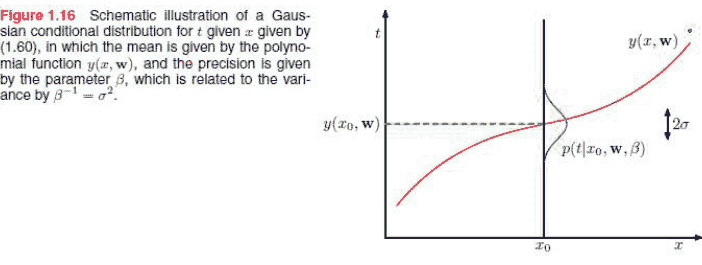 Figure 1.16 Schematic illustration of a Gaus-
sian conditional distribution for t given x given by
(1.60), in which the mean is given by the polyno-
mial function y(x, w), and the precision is given
by the parameter β, which is related to the vari-
ance by β⁻¹ = σ².
t
y(x, w)
y(x₀, w)
2σ
p(t|x₀, w, β)
x₀
x